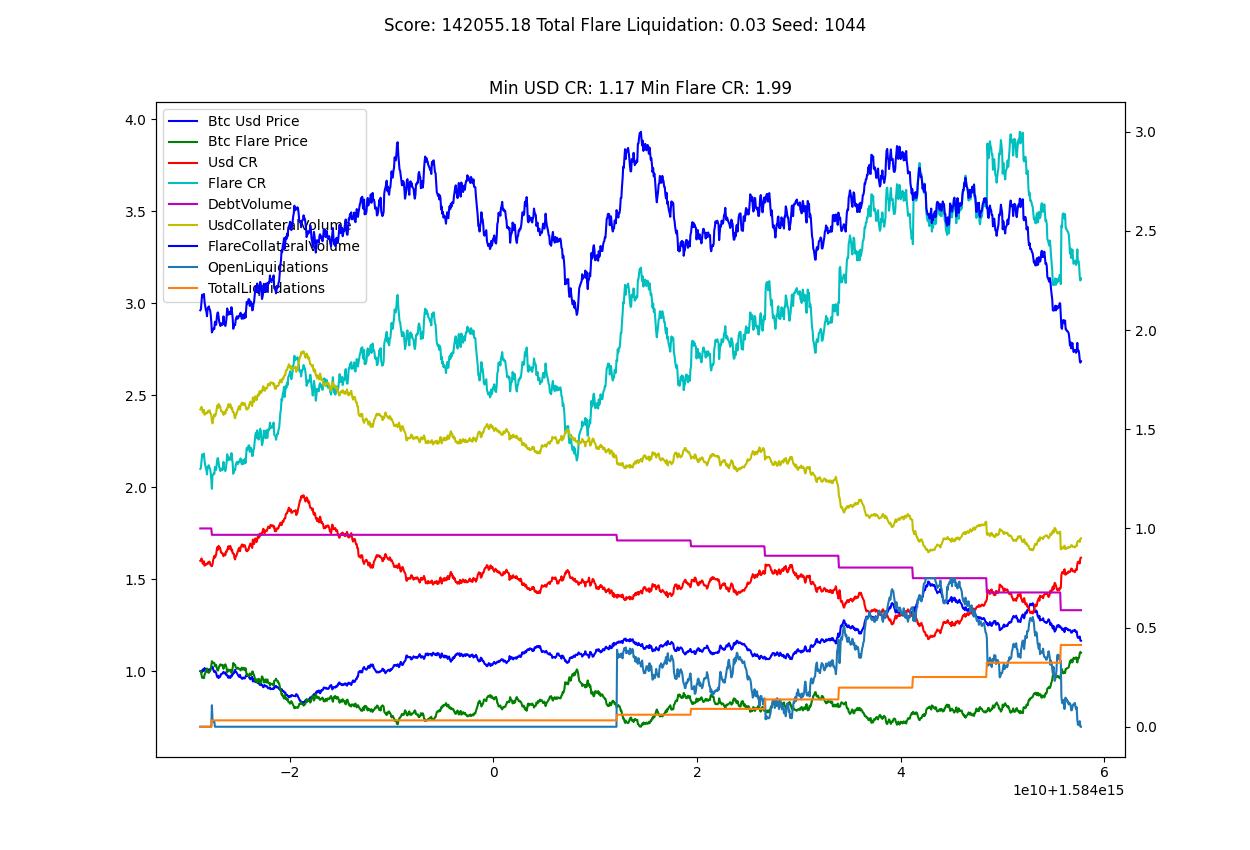 Score: 142055.18 Total Flare Liquidation: 0.03 Seed: 1044
Min USD CR: 1.17 Min Flare CR: 1.99
Btc Usd Price
Btc Flare Price
Usd CR
Flare CR
DebtVolume
UsdCollateralVolume
FlareCollateralVolume
OpenLiquidations
TotalLiquidations
4.0
3.5
3.0
2.5
2.0
1.5
1.0
3.0
2.5
2.0
1.5
1.0
0.5
0.0
−2 0 2 4 6
1e10+1.584e15